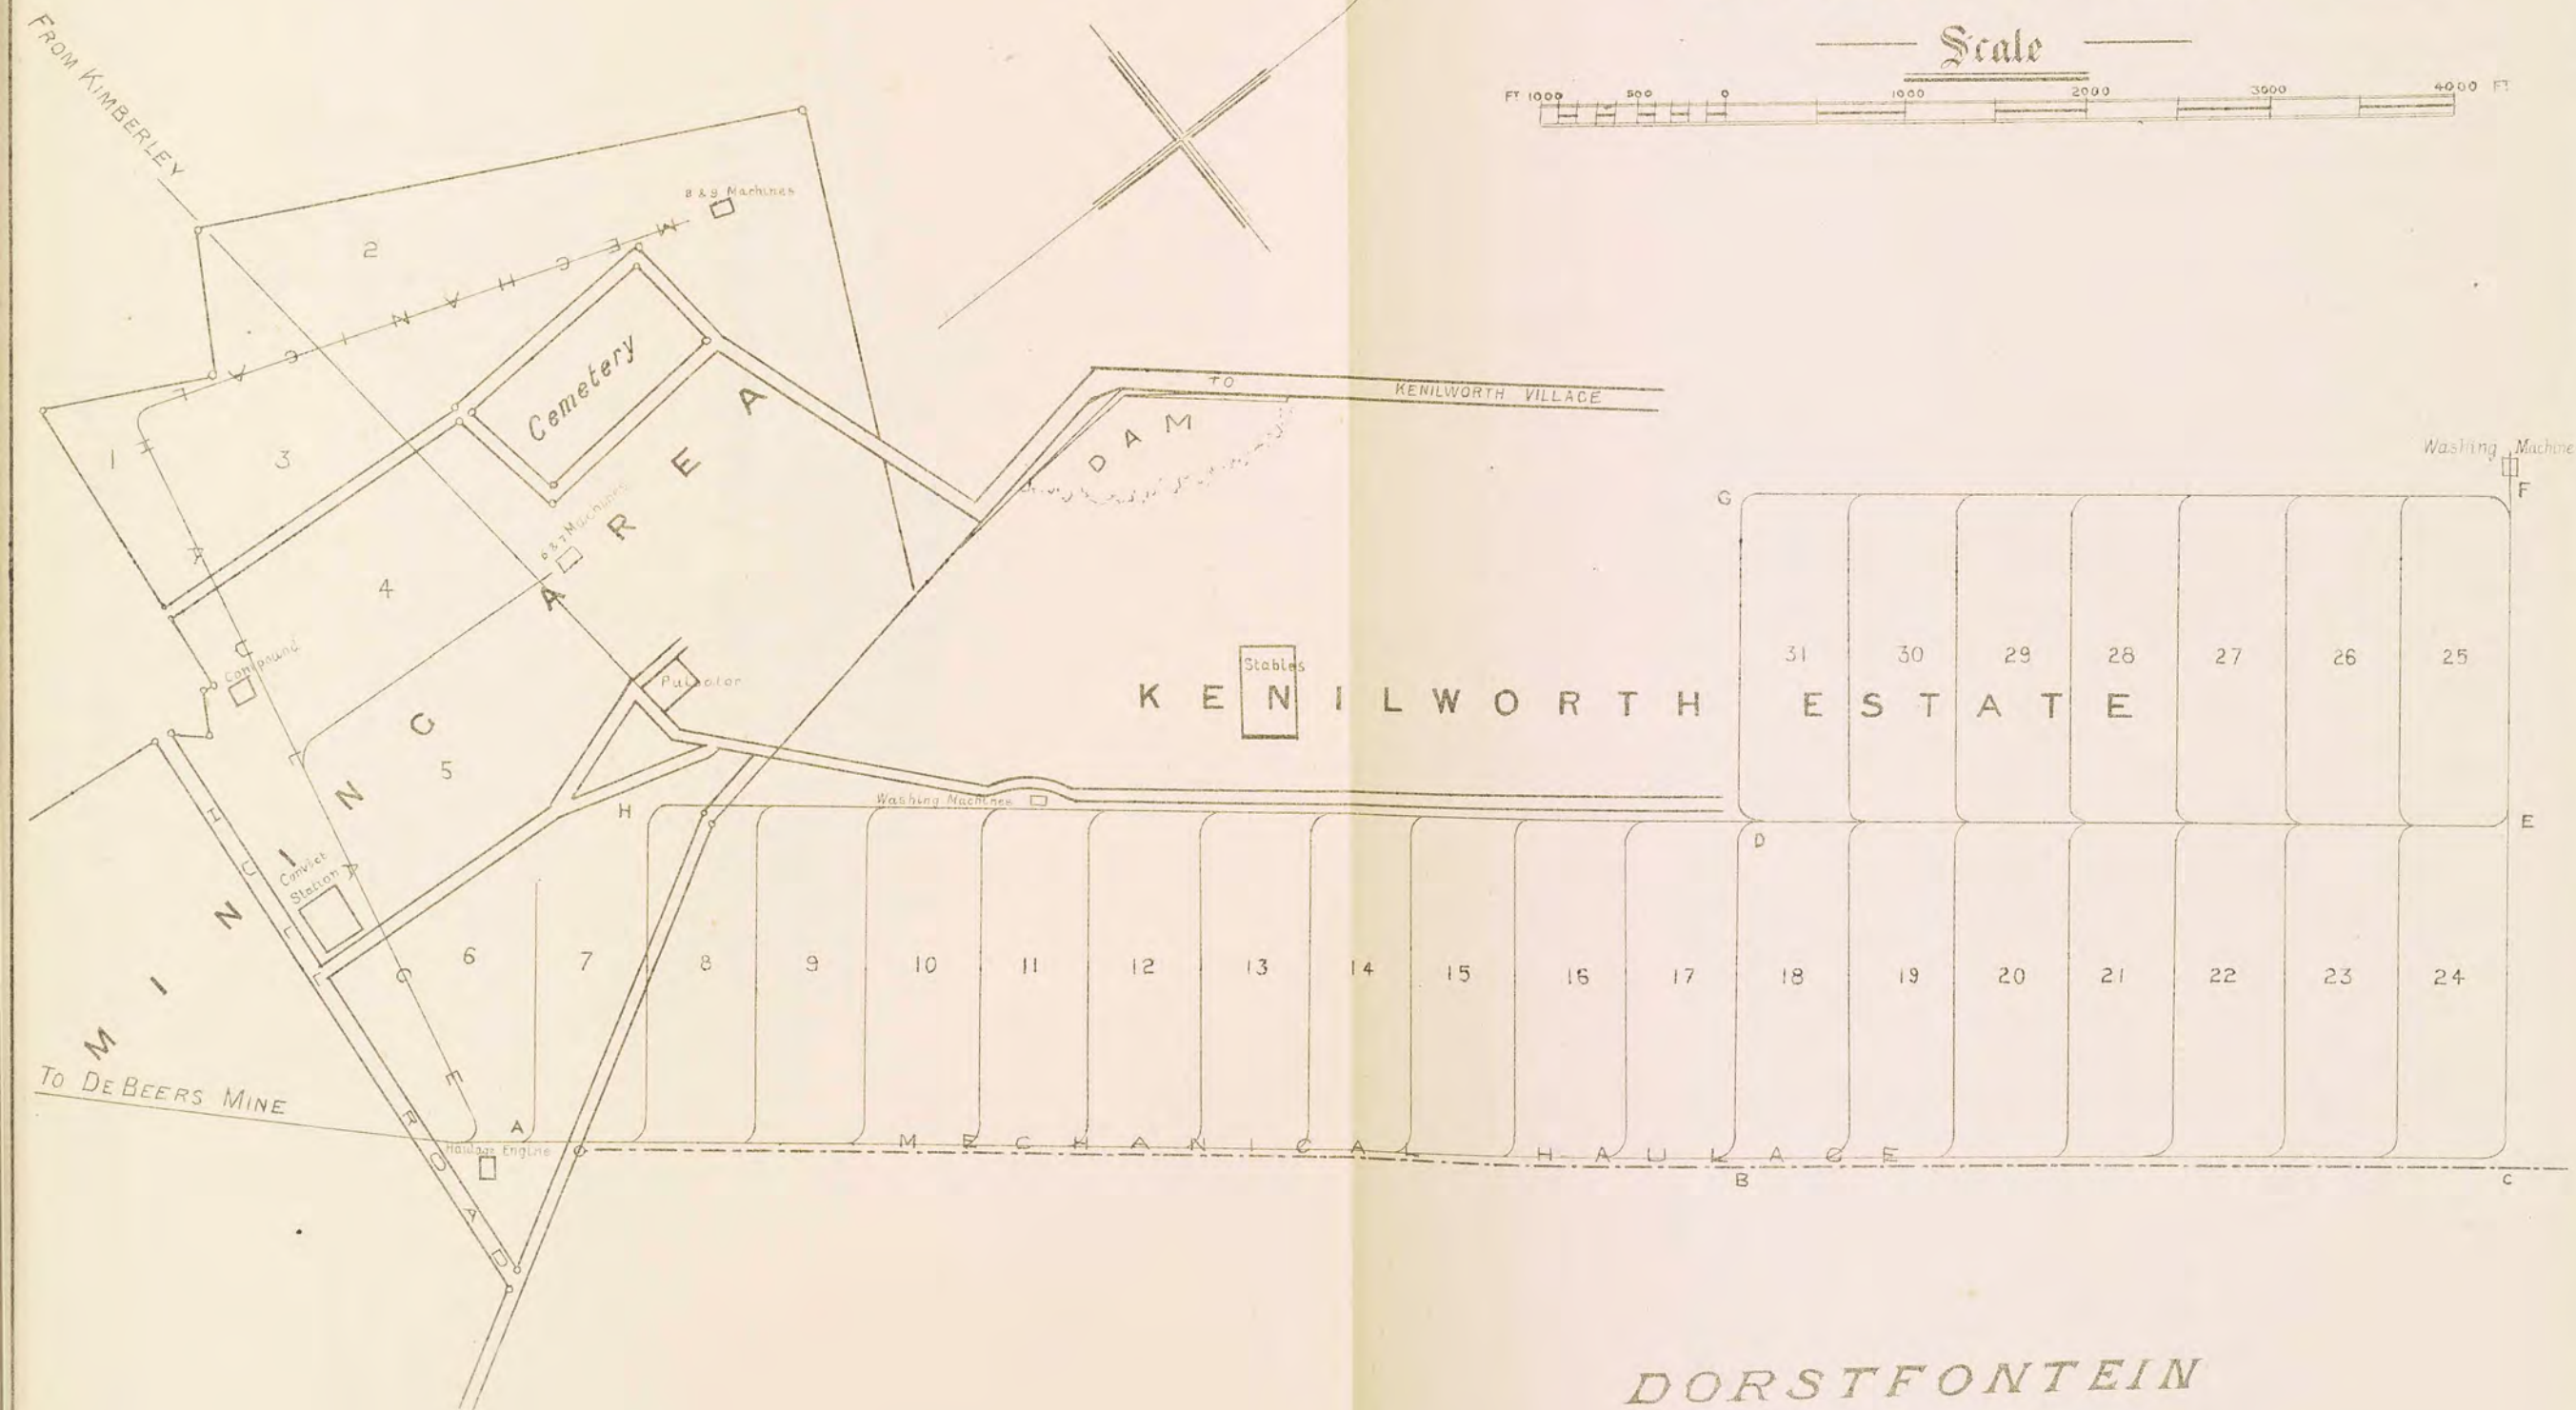 FROM KIMBERLEY
Scale
FT 1000 500 0 1000 2000 3000 4000 FT
8 & 9 Machines
2
MECHANICAL
HAULAGE
Cemetery
1
3
TO KENILWORTH VILLAGE
DAM
Washing Machine
G
F
6 & 7 Machines
4
MINING AREA
Compound
Pulsator
Stables
31 30 29 28 27 26 25
KENILWORTH ESTATE
5
H
Washing Machines
D
E
HULL ROAD
Convict
Station
6 7 8 9 10 11 12 13 14 15 16 17 18 19 20 21 22 23 24
TO DE BEERS MINE
A
Haulage Engine
MECHANICAL HAULAGE
B
C
DORSTFONTEIN